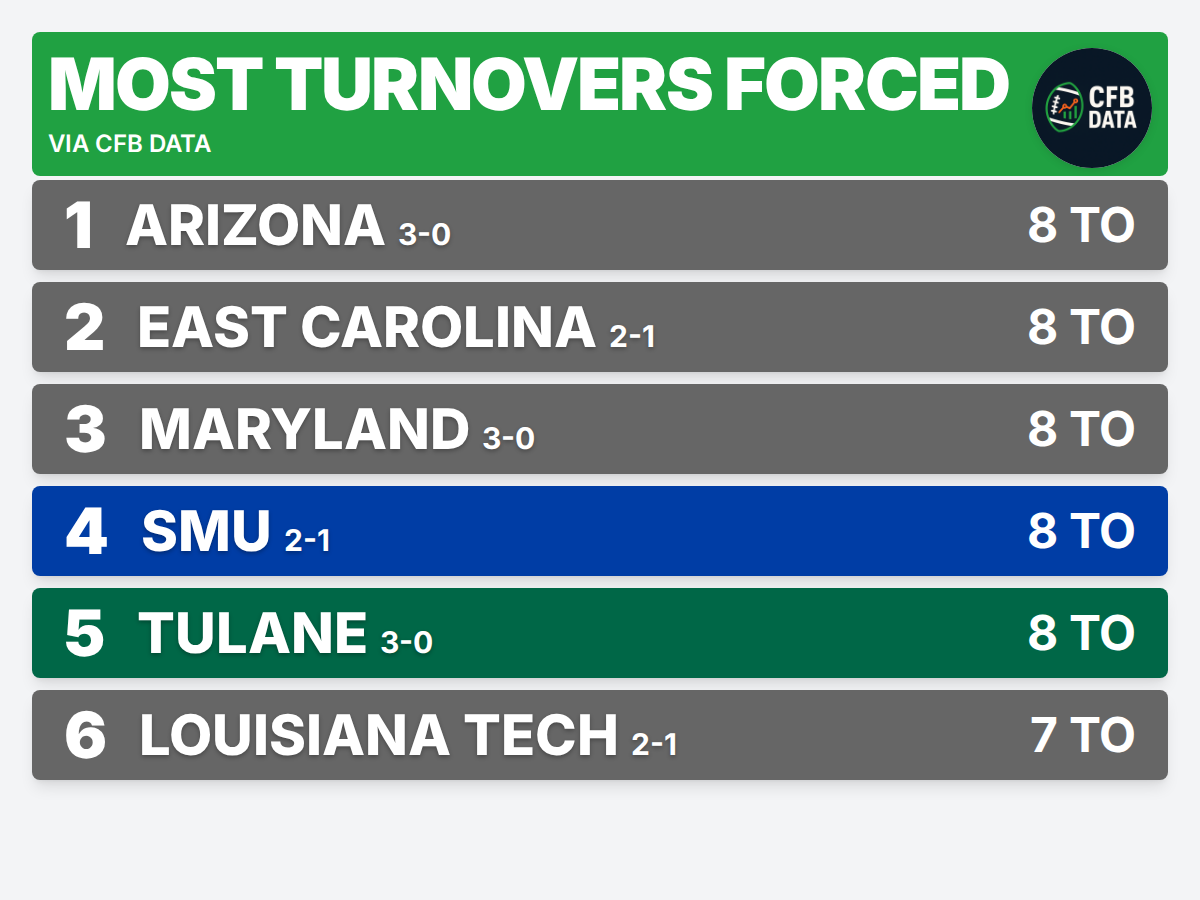 MOST TURNOVERS FORCED
VIA CFB DATA
CFB
DATA
1 ARIZONA 3-0 8 TO
2 EAST CAROLINA 2-1 8 TO
3 MARYLAND 3-0 8 TO
4 SMU 2-1 8 TO
5 TULANE 3-0 8 TO
6 LOUISIANA TECH 2-1 7 TO